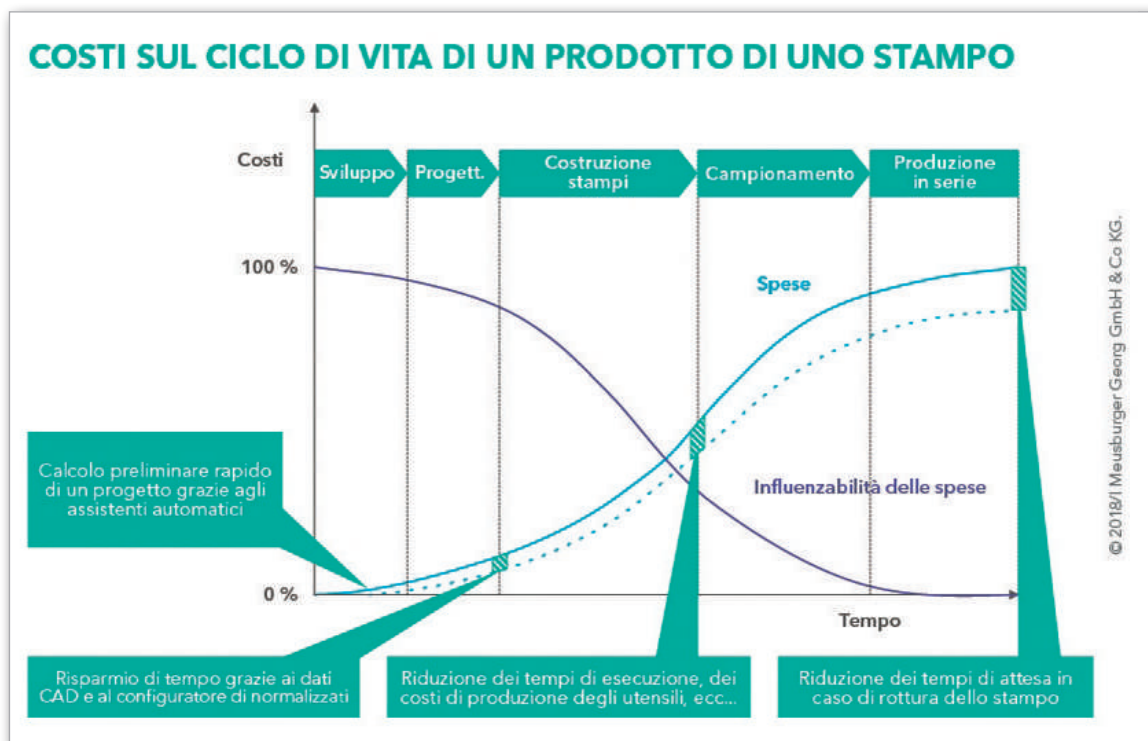 COSTI SUL CICLO DI VITA DI UN PRODOTTO DI UNO STAMPO
Costi
Sviluppo
Progett.
Costruzione
stampi
Campionamento
Produzione
in serie
100 %
Spese
Influenzabilità delle spese
Calcolo preliminare rapido
di un progetto grazie agli
assistenti automatici
0 %
Tempo
Risparmio di tempo grazie ai dati
CAD e al configuratore di normalizzati
Riduzione dei tempi di esecuzione, dei
costi di produzione degli utensili, ecc...
Riduzione dei tempi di attesa in
caso di rottura dello stampo
© 2018/I Meusburger Georg GmbH & Co KG.